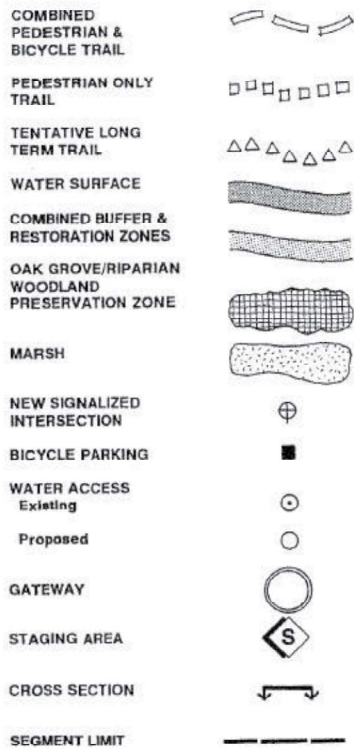 COMBINED
PEDESTRIAN &
BICYCLE TRAIL
PEDESTRIAN ONLY
TRAIL
TENTATIVE LONG
TERM TRAIL
WATER SURFACE
COMBINED BUFFER &
RESTORATION ZONES
OAK GROVE/RIPARIAN
WOODLAND
PRESERVATION ZONE
MARSH
NEW SIGNALIZED
INTERSECTION
BICYCLE PARKING
WATER ACCESS
Existing
Proposed
GATEWAY
STAGING AREA
S
CROSS SECTION
SEGMENT LIMIT